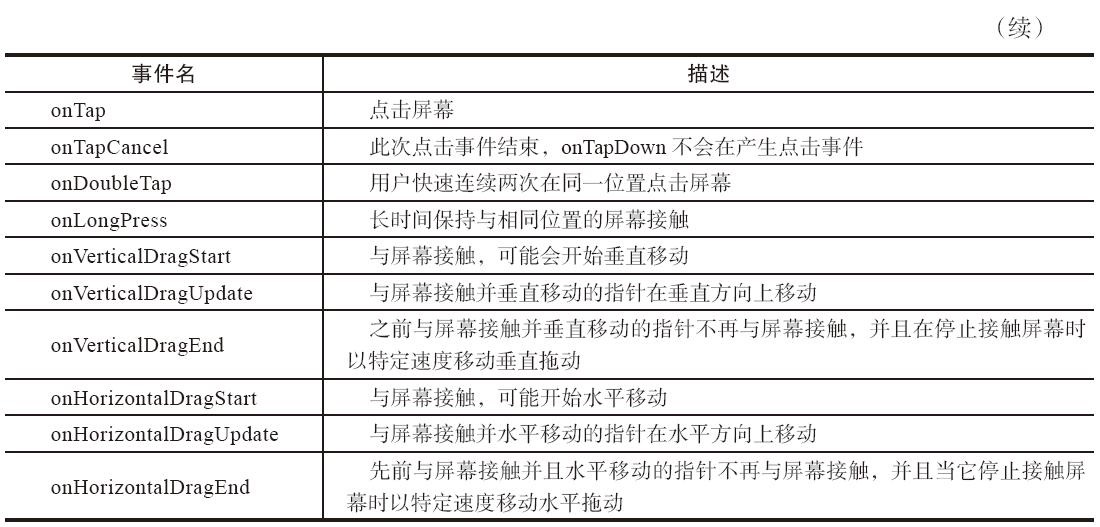 （续）
事件名 描述
onTap 点击屏幕
onTapCancel 此次点击事件结束，onTapDown 不会在产生点击事件
onDoubleTap 用户快速连续两次在同一位置点击屏幕
onLongPress 长时间保持与相同位置的屏幕接触
onVerticalDragStart 与屏幕接触，可能会开始垂直移动
onVerticalDragUpdate 与屏幕接触并垂直移动的指针在垂直方向上移动
onVerticalDragEnd 之前与屏幕接触并垂直移动的指针不再与屏幕接触，并且在停止接触屏幕时
以特定速度移动垂直拖动
onHorizontalDragStart 与屏幕接触，可能开始水平移动
onHorizontalDragUpdate 与屏幕接触并水平移动的指针在水平方向上移动
onHorizontalDragEnd 先前与屏幕接触并且水平移动的指针不再与屏幕接触，并且当它停止接触屏
幕时以特定速度移动水平拖动